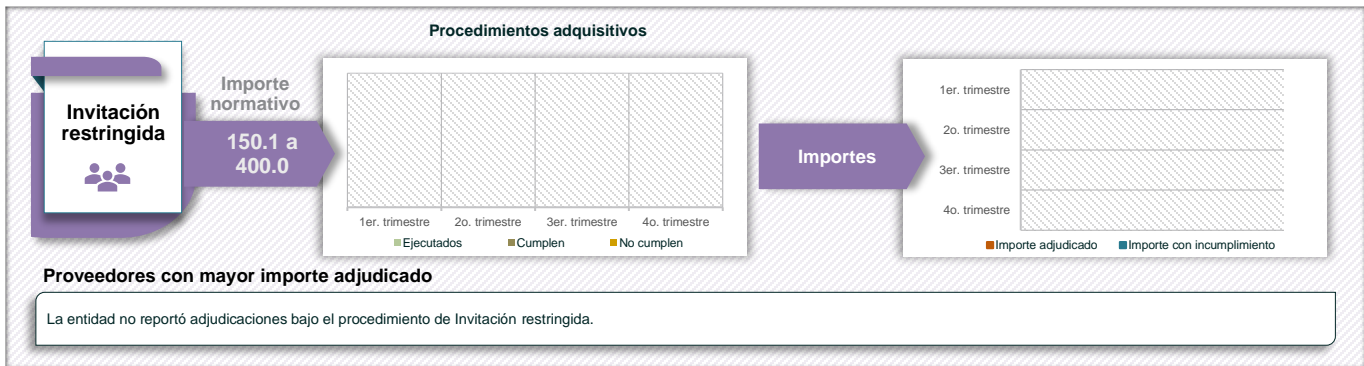 Procedimientos adquisitivos
Invitación
restringida
Importe
normativo
150.1 a
400.0
1er. trimestre 2o. trimestre 3er. trimestre 4o. trimestre
Ejecutados Cumplen No cumplen
Importes
1er. trimestre
2o. trimestre
3er. trimestre
4o. trimestre
Importe adjudicado Importe con incumplimiento
Proveedores con mayor importe adjudicado
La entidad no reportó adjudicaciones bajo el procedimiento de Invitación restringida.